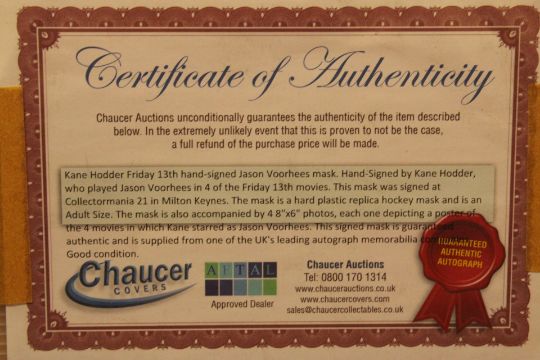 Certificate of Authenticity
Chaucer Auctions unconditionally guarantees the authenticity of the item described
below. In the extremely unlikely event that this is proven to not be the case,
a full refund of the purchase price will be made.
Kane Hodder Friday 13th hand-signed Jason Voorhees mask. Hand-Signed by Kane Hodder,
who played Jason Voorhees in 4 of the Friday 13th movies. This mask was signed at
Collectormania 21 in Milton Keynes. The mask is a hard plastic replica hockey mask and is an
Adult Size. The mask is also accompanied by 4 8"x6" photos, each one depicting a poster of
the 4 movies in which Kane starred as Jason Voorhees. This signed mask is guaranteed
authentic and is supplied from one of the UK's leading autograph memorabilia
Good condition.
Chaucer
COVERS
AFTAL
Approved Dealer
Chaucer Auctions
Tel: 0800 170 1314
www.chaucerauctions.co.uk
www.chaucercovers.com
sales@chaucercollectables.co.uk
GUARANTEED
AUTHENTIC
AUTOGRAPH